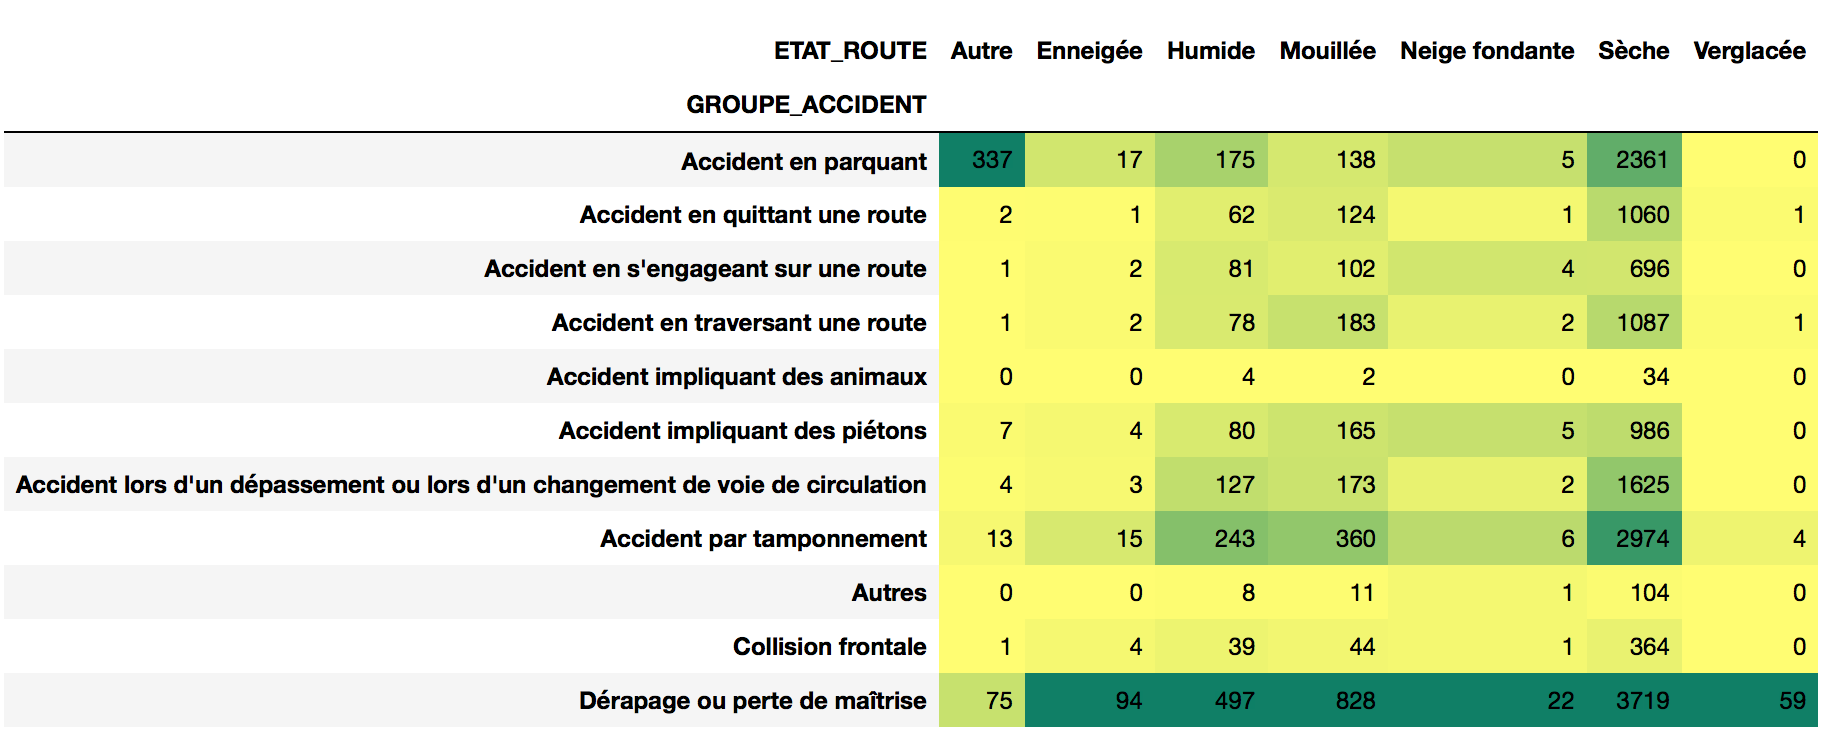 ETAT_ROUTE Autre Enneigée Humide Mouillée Neige fondante Sèche Verglacée
GROUPE_ACCIDENT
Accident en parquant 337 17 175 138 5 2361 0
Accident en quittant une route 2 1 62 124 1 1060 1
Accident en s'engageant sur une route 1 2 81 102 4 696 0
Accident en traversant une route 1 2 78 183 2 1087 1
Accident impliquant des animaux 0 0 4 2 0 34 0
Accident impliquant des piétons 7 4 80 165 5 986 0
Accident lors d'un dépassement ou lors d'un changement de voie de circulation 4 3 127 173 2 1625 0
Accident par tamponnement 13 15 243 360 6 2974 4
Autres 0 0 8 11 1 104 0
Collision frontale 1 4 39 44 1 364 0
Dérapage ou perte de maîtrise 75 94 497 828 22 3719 59